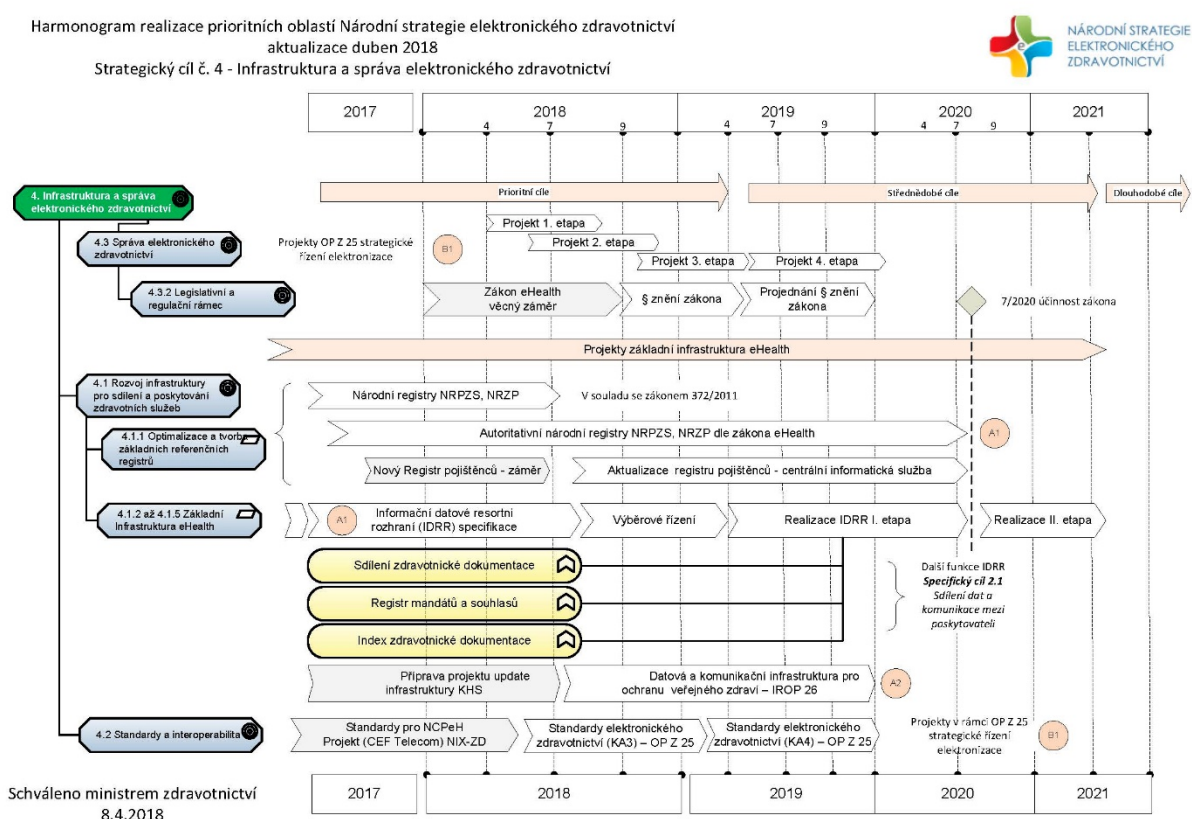 Harmonogram realizace prioritních oblastí Národní strategie elektronického zdravotnictví
aktualizace duben 2018
Strategický cíl č. 4 - Infrastruktura a správa elektronického zdravotnictví
e
NÁRODNÍ STRATEGIE
ELEKTRONICKÉHO
ZDRAVOTNICTVÍ
2017 2018 2019 2020 2021
4 7 9 4 7 9 4 7 9
4. Infrastruktura a správa
elektronického zdravotnictví
Prioritní cíle
Střednědobé cíle
Dlouhodobé cíle
4.3 Správa elektronického
zdravotnictví
Projekty OP Z 25 strategické
řízení elektronizace
B1
Projekt 1. etapa
Projekt 2. etapa
Projekt 3. etapa
Projekt 4. etapa
4.3.2 Legislativní a
regulační rámec
Zákon eHealth
věcný záměr
§ znění zákona
Projednání § znění
zákona
7/2020 účinnost zákona
Projekty základní infrastruktura eHealth
4.1 Rozvoj infrastruktury
pro sdílení a poskytování
zdravotních služeb
Národní registry NRPZS, NRZP
V souladu se zákonem 372/2011
4.1.1 Optimalizace a tvorba
základních referenčních
registrů
Autoritativní národní registry NRPZS, NRZP dle zákona eHealth
A1
Nový Registr pojištěnců - záměr
Aktualizace registru pojištěnců - centrální informatická služba
4.1.2 až 4.1.5 Základní
Infrastruktura eHealth
A1
Informační datové resortní
rozhraní (IDRR) specifikace
Výběrové řízení
Realizace IDRR I. etapa
Realizace II. etapa
Sdílení zdravotnické dokumentace
Registr mandátů a souhlasů
Index zdravotnické dokumentace
Další funkce IDRR
Specifický cíl 2.1
Sdílení dat a
komunikace mezi
poskytovateli
Příprava projektu update
infrastruktury KHS
Datová a komunikační infrastruktura pro
ochranu veřejného zdraví – IROP 26
A2
4.2 Standardy a interoperabilita
Standardy pro NCPeH
Projekt (CEF Telecom) NIX-ZD
Standardy elektronického
zdravotnictví (KA3) – OP Z 25
Standardy elektronického
zdravotnictví (KA4) – OP Z 25
Projekty v rámci OP Z 25
strategické řízení
elektronizace
B1
2017 2018 2019 2020 2021
Schváleno ministrem zdravotnictví
8.4.2018